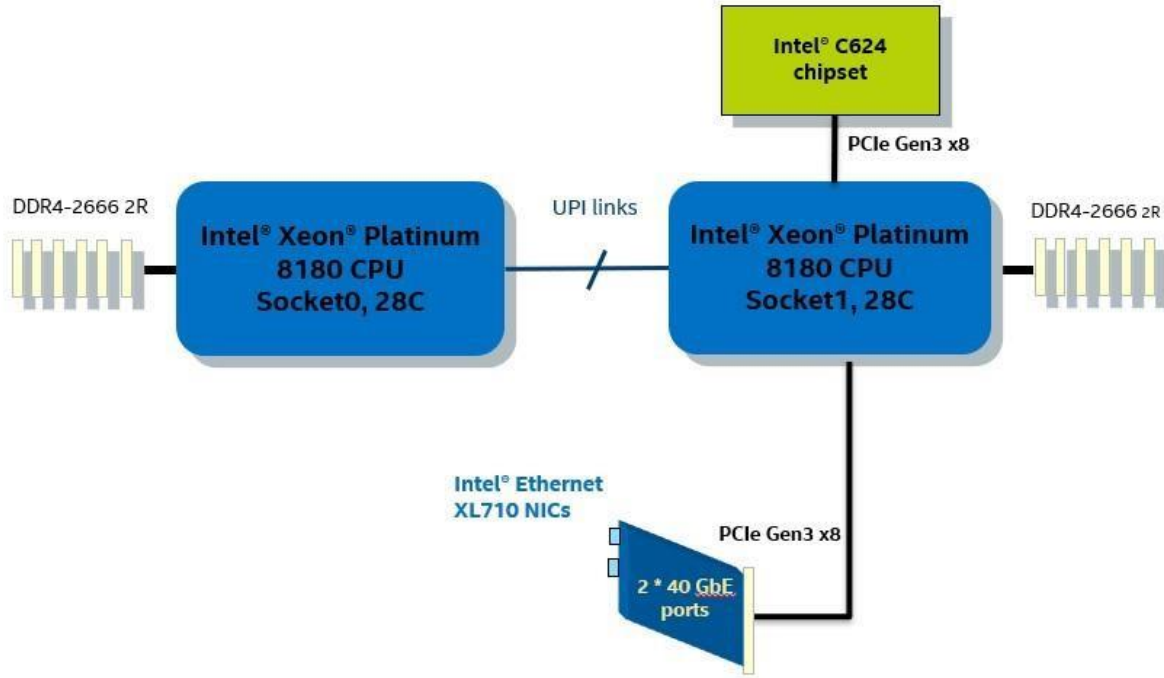 Intel® C624
chipset
PCIe Gen3 x8
DDR4-2666 2R
Intel® Xeon® Platinum
8180 CPU
Socket0, 28C
UPI links
Intel® Xeon® Platinum
8180 CPU
Socket1, 28C
DDR4-2666 2R
Intel® Ethernet
XL710 NICs
PCIe Gen3 x8
2 * 40 GbE
ports